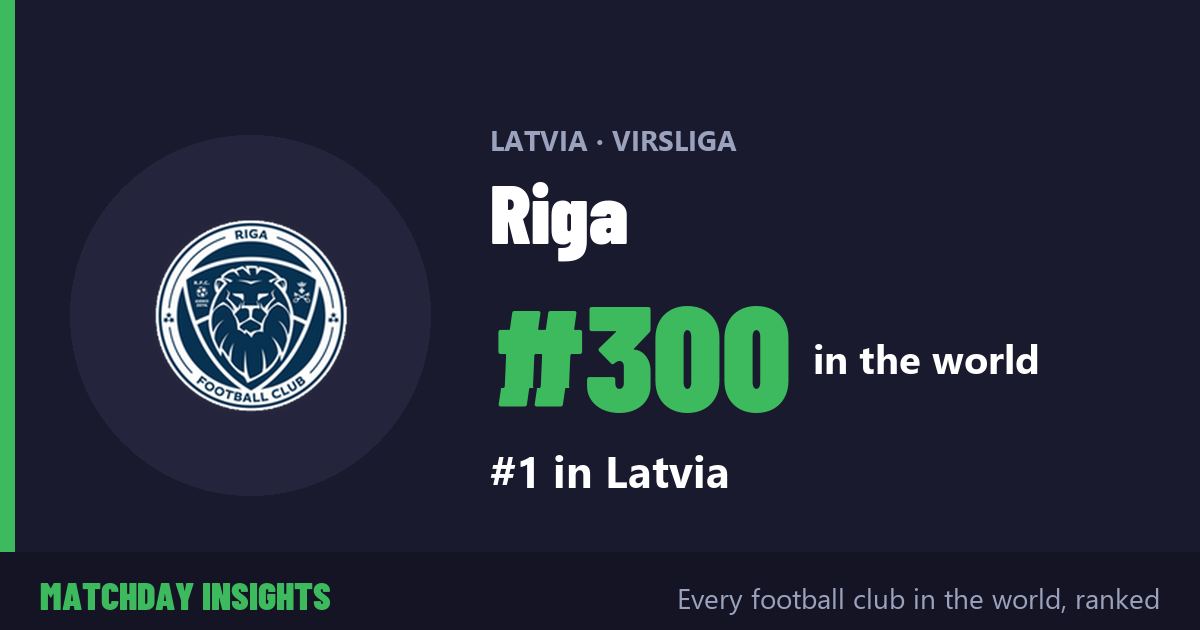 LATVIA · VIRSLIGA
Riga
#300 in the world
#1 in Latvia
RIGA
FOOTBALL CLUB
MATCHDAY INSIGHTS
Every football club in the world, ranked